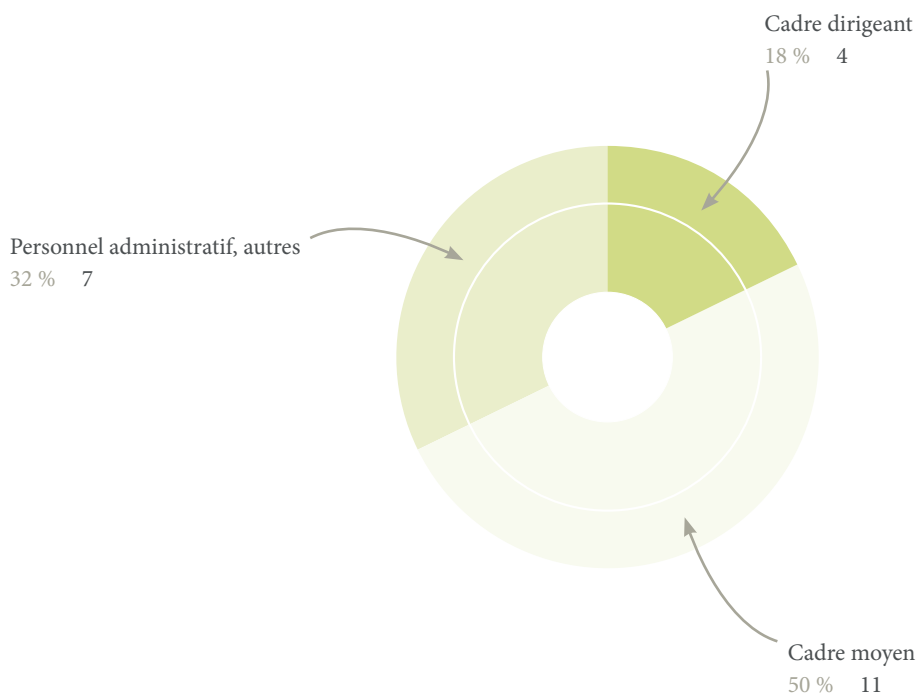 Cadre dirigeant
18 % 4
Personnel administratif, autres
32 % 7
Cadre moyen
50 % 11